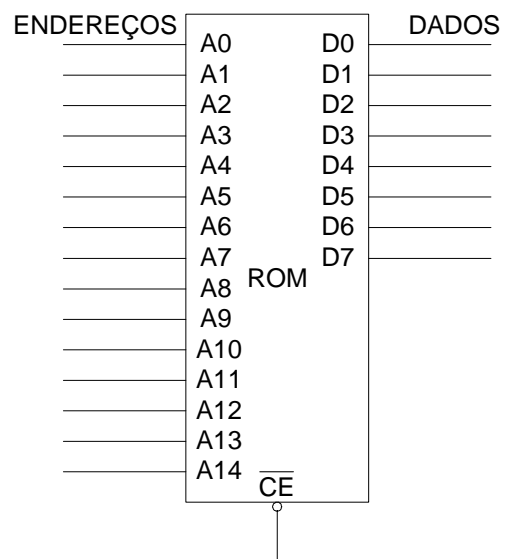 ENDEREÇOS DADOS
A0 D0
A1 D1
A2 D2
A3 D3
A4 D4
A5 D5
A6 D6
A7 D7
ROM
A8
A9
A10
A11
A12
A13
A14
CE